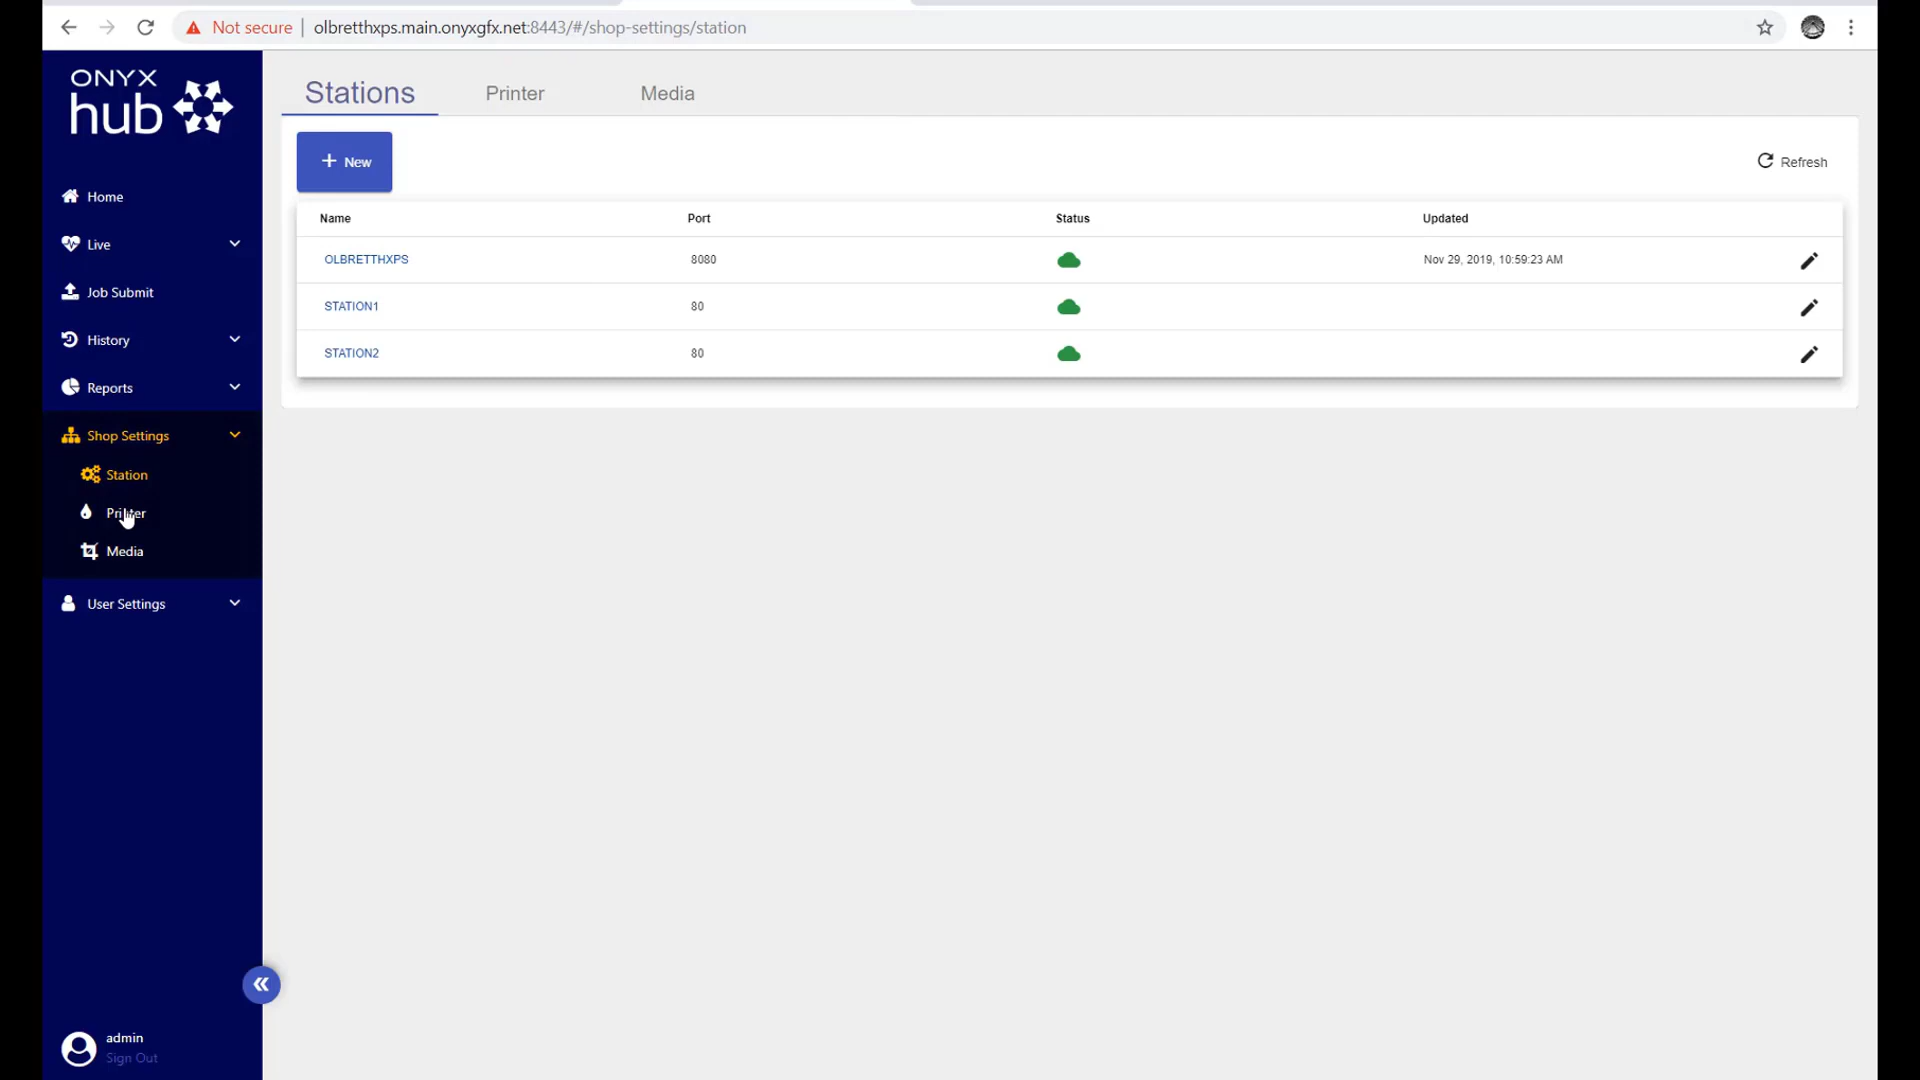 Not secure | olbretthxps.main.onyxgfx.net:8443/#/shop-settings/station
ONYX
hub
Home
Live
Job Submit
History
Reports
Shop Settings
Station
Printer
Media
User Settings
admin
Sign Out
Stations Printer Media
+ New
Refresh
Name Port Status Updated
OLBRETTHXPS 8080 Nov 29, 2019, 10:59:23 AM
STATION1 80
STATION2 80